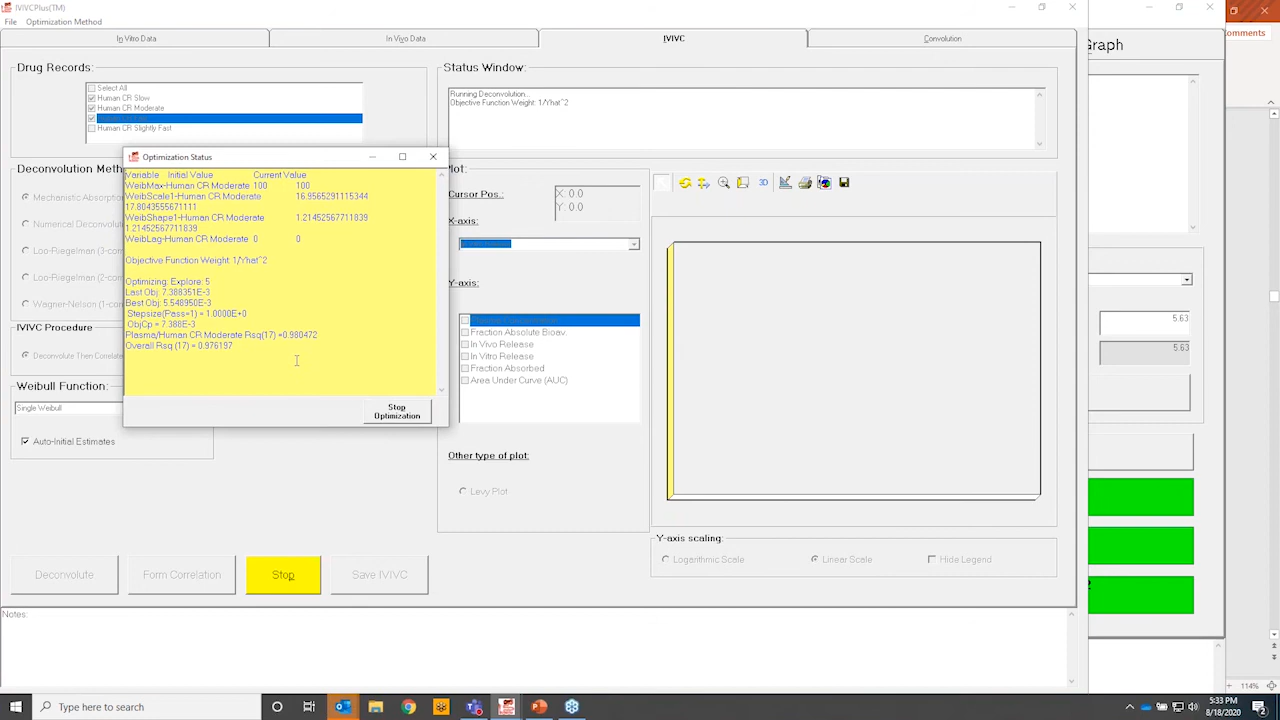 IVIVCPlus(TM)
File Optimization Method
In Vitro Data In Vivo Data IVIVC Convolution
Drug Records:
Select All
Human CR Slow
Human CR Moderate
Human CR Slightly Fast
Status Window:
Running Deconvolution...
Objective Function Weight: 1/Yhat^2
Optimization Status
Variable Initial Value Current Value
WeibMax-Human CR Moderate 100 100
WeibScale1-Human CR Moderate 16.9565291115344
17.8043555671111
WeibShape1-Human CR Moderate 1.21452567711839
1.21452567711839
WeibLag-Human CR Moderate 0 0
Objective Function Weight: 1/Yhat^2
Optimizing; Explore: 5
Last Obj: 7.388351E-3
Best Obj: 5.548950E-3
Stepsize(Pass=1) = 1.0000E+0
ObjCp = 7.388E-3
Plasma/Human CR Moderate Rsq(17) =0.980472
Overall Rsq (17) = 0.976197
Stop
Optimization
Deconvolution Meth
Mechanistic Absorption
Numerical Deconvolu
Loo-Riegelman (3-com
Loo-Riegelman (2-com
Wagner-Nelson (1-com
IVIVC Procedure
Deconvolute Then Correlate
Weibull Function:
Single Weibull
Auto-Initial Estimates
Plot:
Cursor Pos.:
X: 0.0
Y: 0.0
X-axis:
Y-axis:
Fraction Absolute Bioav.
In Vivo Release
In Vitro Release
Fraction Absorbed
Area Under Curve (AUC)
Other type of plot:
Levy Plot
3D
Y-axis scaling:
Logarithmic Scale Linear Scale Hide Legend
Deconvolute Form Correlation Stop Save IVIVC
Notes:
Graph
omments
5.63
5.63
2
114%
Type here to search
5:33 PM
8/18/2020